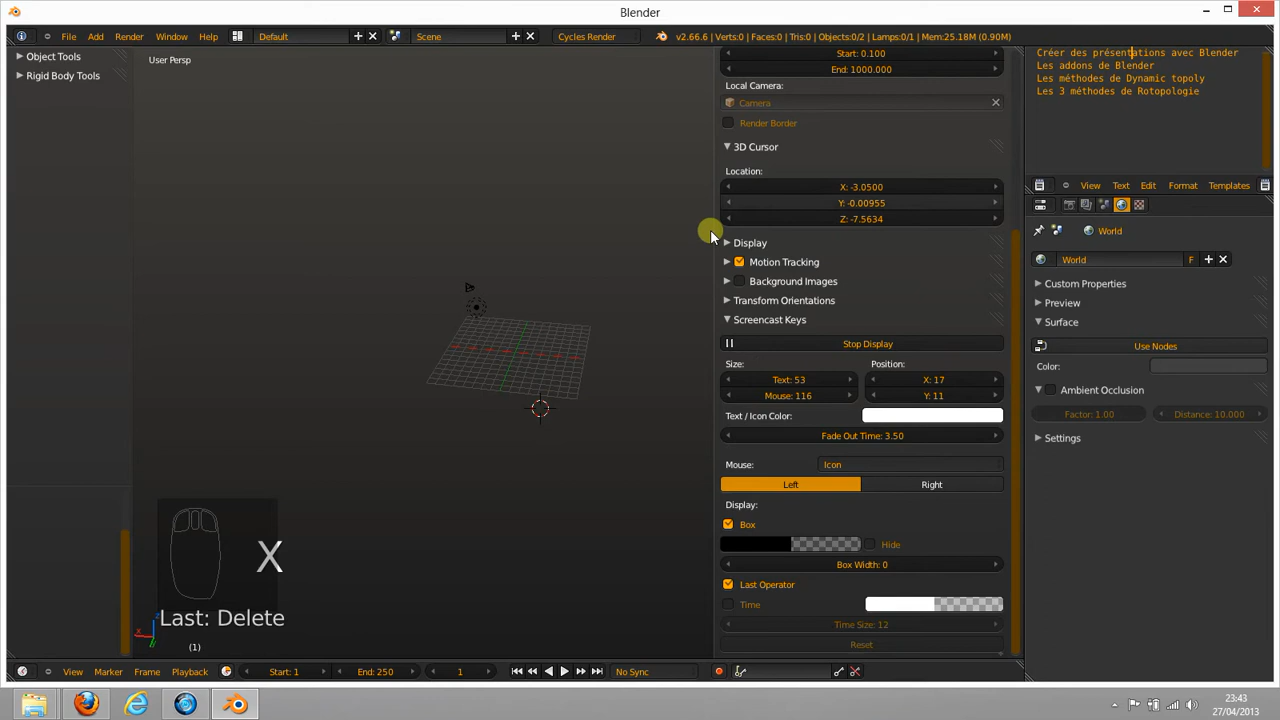 Blender
File Add Render Window Help Default Scene Cycles Render v2.66.6 | Verts:0 | Faces:0 | Tris:0 | Objects:0/2 | Lamps:0/1 | Mem:25.18M (0.90M)
Object Tools
Rigid Body Tools
User Persp
X
Last: Delete
(1)
Start: 0.100
End: 1000.000
Local Camera:
Camera
Render Border
3D Cursor
Location:
X: -3.0500
Y: -0.00955
Z: -7.5634
Display
Motion Tracking
Background Images
Transform Orientations
Screencast Keys
Stop Display
Size: Position:
Text: 53 X: 17
Mouse: 116 Y: 11
Text / Icon Color:
Fade Out Time: 3.50
Mouse: Icon
Left Right
Display:
Box
Hide
Box Width: 0
Last Operator
Time
Time Size: 12
Reset
Créer des présentations avec Blender
Les addons de Blender
Les méthodes de Dynamic topoly
Les 3 méthodes de Rotopologie
View Text Edit Format Templates
World
World F
Custom Properties
Preview
Surface
Use Nodes
Color:
Ambient Occlusion
Factor: 1.00 Distance: 10.000
Settings
View Marker Frame Playback Start: 1 End: 250 1 No Sync
23:43
27/04/2013